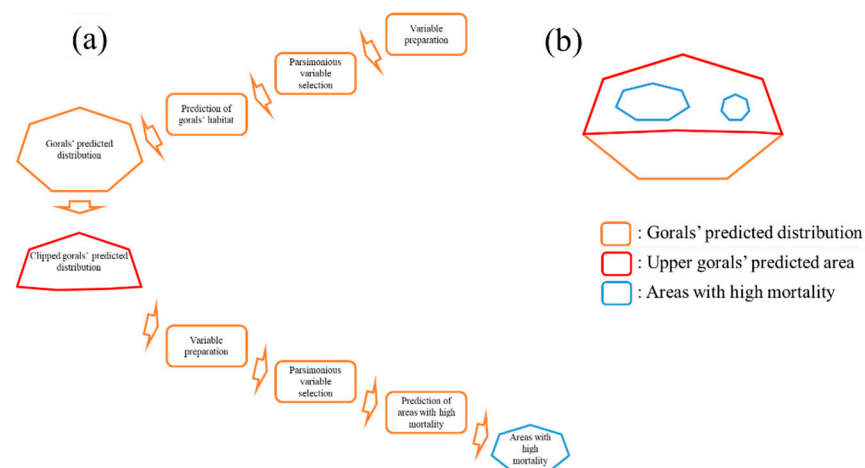 (a)
Variable
preparation
Parsimonious
variable
selection
Prediction of
gorals' habitat
Gorals' predicted
distribution
Clipped gorals' predicted
distribution
Variable
preparation
Parsimonious
variable
selection
Prediction of
areas with high
mortality
Areas with
high
mortality
(b)
: Gorals' predicted distribution
: Upper gorals' predicted area
: Areas with high mortality